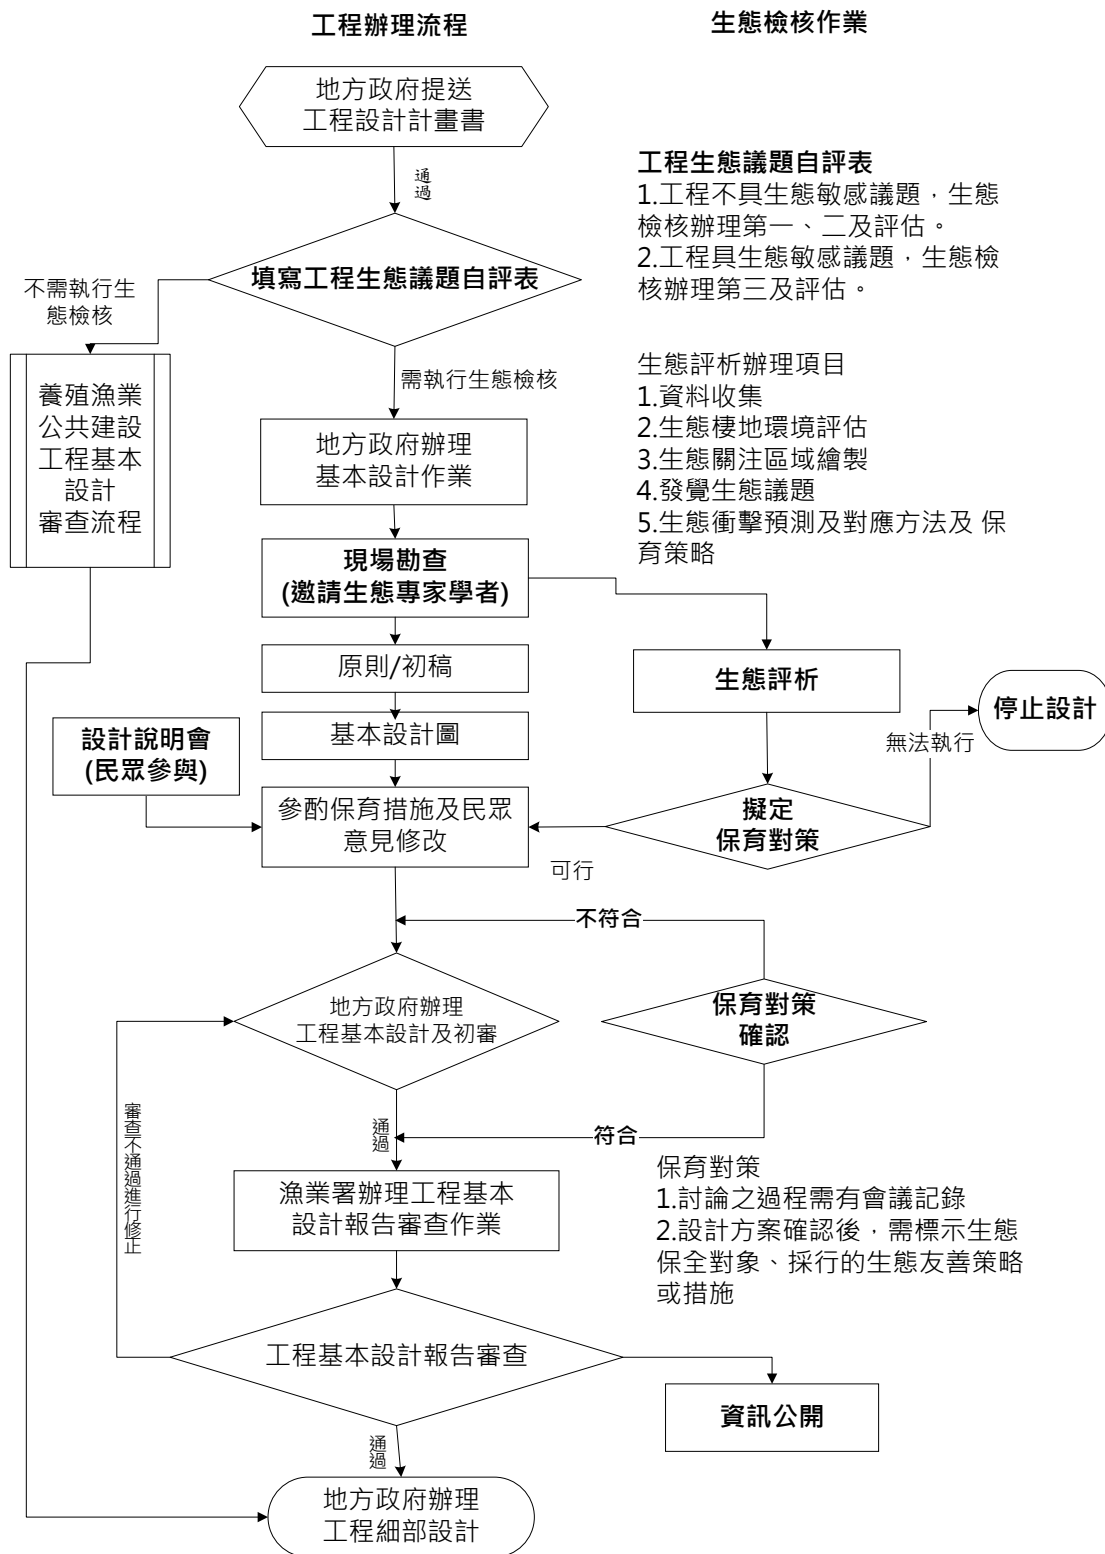 工程辦理流程
生態檢核作業
地方政府提送
工程設計計畫書
通過
工程生態議題自評表
1.工程不具生態敏感議題，生態
檢核辦理第一、二及評估。
2.工程具生態敏感議題，生態檢
核辦理第三及評估。
填寫工程生態議題自評表
不需執行生
態檢核
需執行生態檢核
養殖漁業
公共建設
工程基本
設計
審查流程
生態評析辦理項目
1.資料收集
2.生態棲地環境評估
3.生態關注區域繪製
4.發覺生態議題
5.生態衝擊預測及對應方法及 保
育策略
地方政府辦理
基本設計作業
現場勘查
(邀請生態專家學者)
原則/初稿
生態評析
停止設計
無法執行
基本設計圖
設計說明會
(民眾參與)
參酌保育措施及民眾
意見修改
擬定
保育對策
可行
不符合
地方政府辦理
工程基本設計及初審
保育對策
確認
審查不通過進行修正
通過
符合
漁業署辦理工程基本
設計報告審查作業
保育對策
1.討論之過程需有會議記錄
2.設計方案確認後，需標示生態
保全對象、採行的生態友善策略
或措施
工程基本設計報告審查
資訊公開
通過
地方政府辦理
工程細部設計